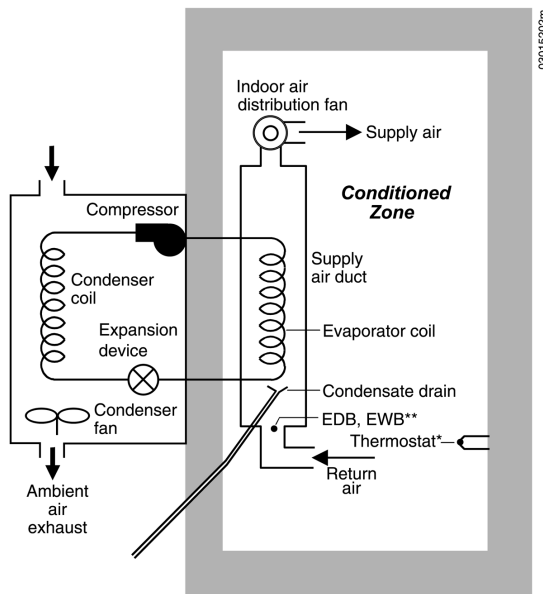 03015302m
Indoor air
distribution fan
Supply air
Conditioned
Zone
Compressor
Supply
air duct
Condenser
coil
Evaporator coil
Expansion
device
Condensate drain
Condenser
fan
EDB, EWB**
Thermostat*
Return
air
Ambient
air
exhaust